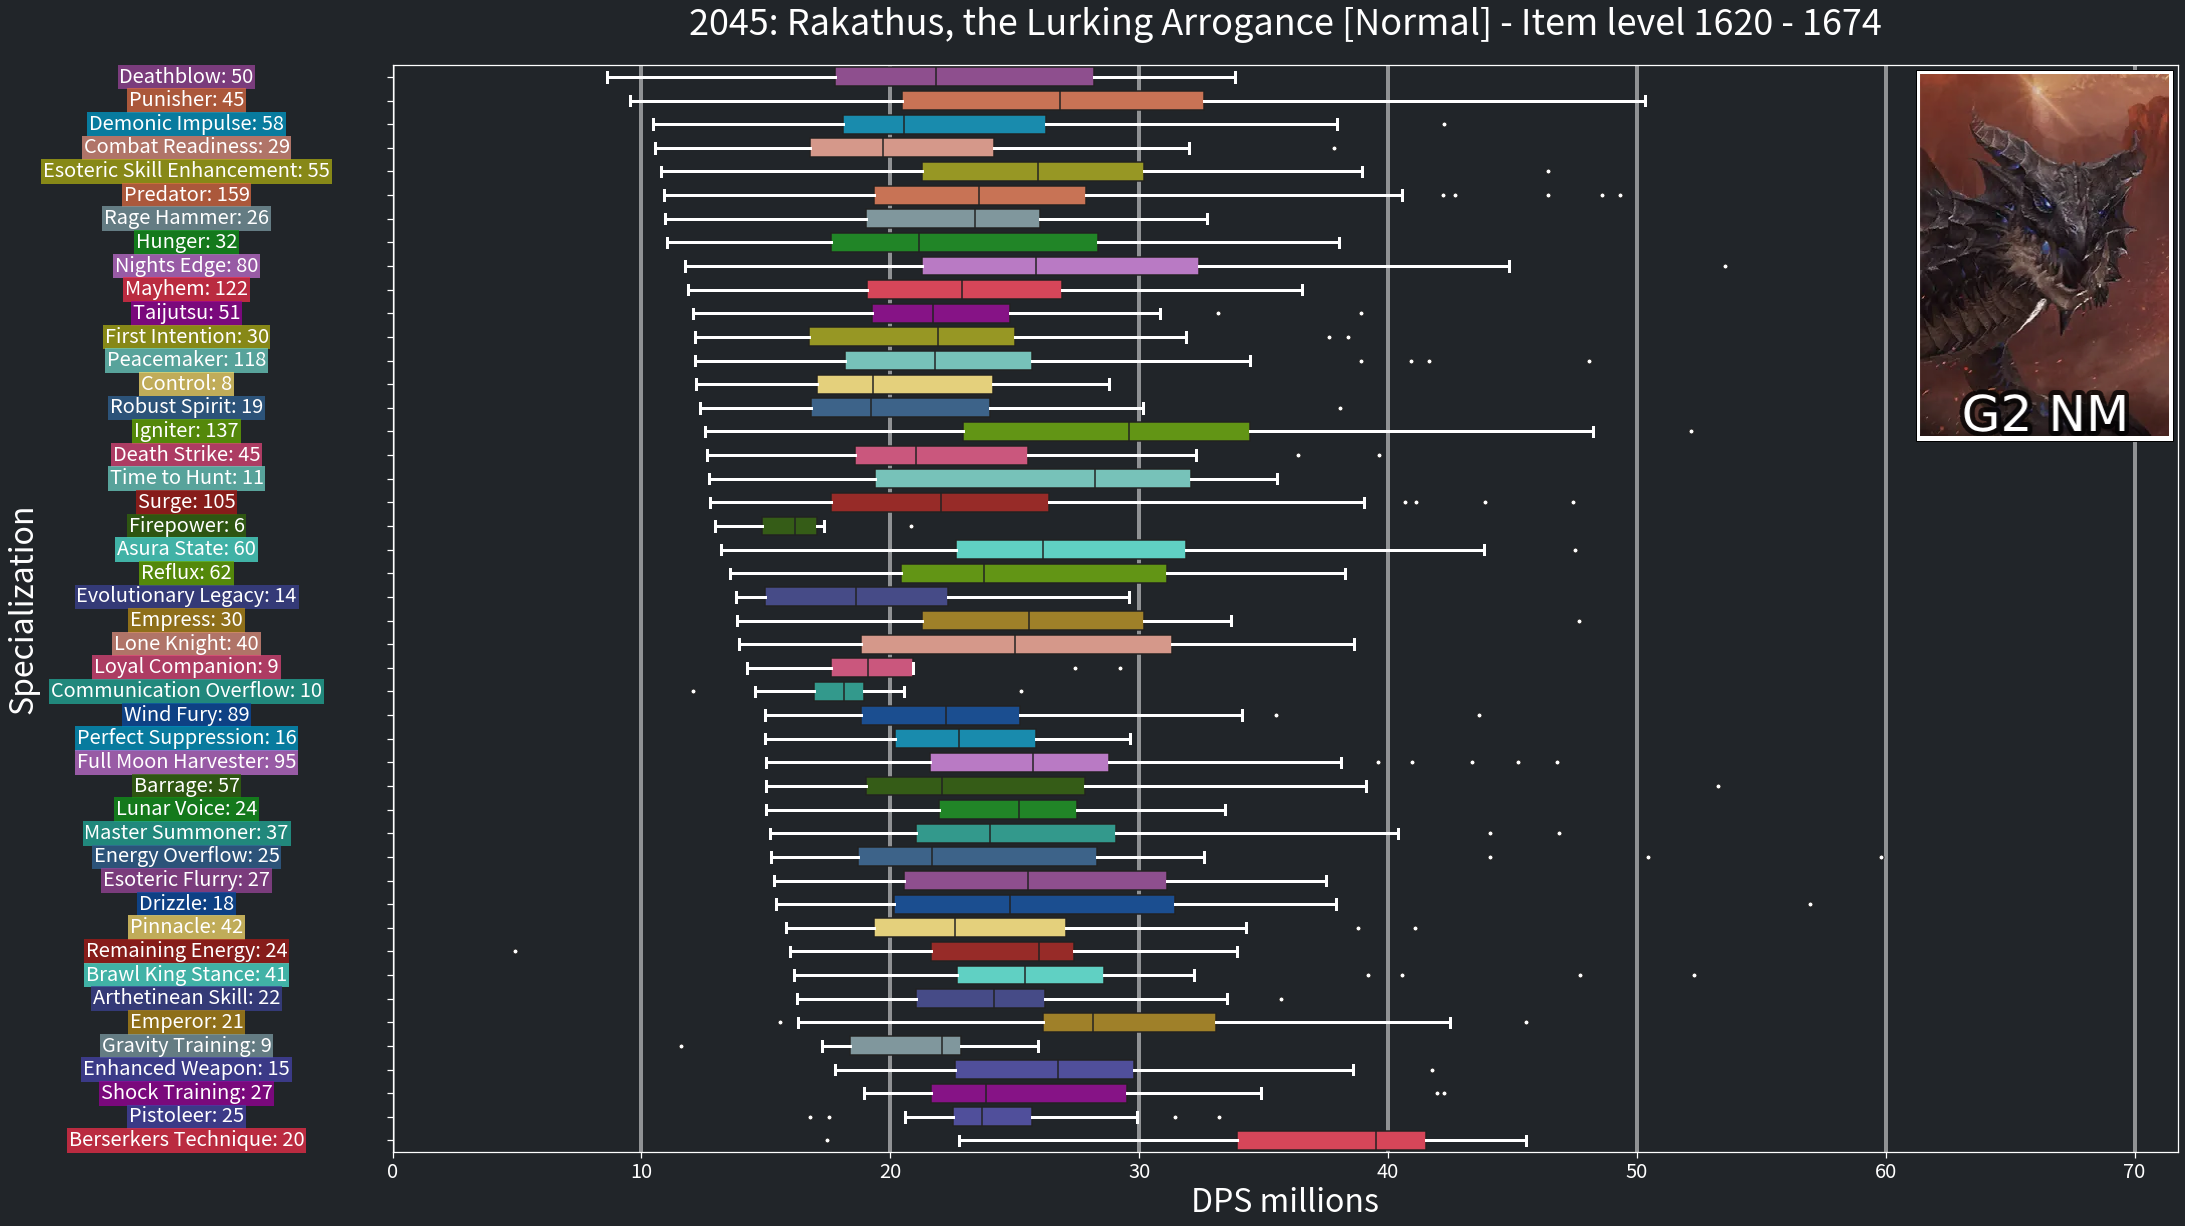 2045: Rakathus, the Lurking Arrogance [Normal] - Item level 1620 - 1674
Deathblow: 50
Punisher: 45
Demonic Impulse: 58
Combat Readiness: 29
Esoteric Skill Enhancement: 55
Predator: 159
Rage Hammer: 26
Hunger: 32
Nights Edge: 80
Mayhem: 122
Taijutsu: 51
First Intention: 30
Peacemaker: 118
Control: 8
Robust Spirit: 19
Igniter: 137
Death Strike: 45
Time to Hunt: 11
Surge: 105
Firepower: 6
Asura State: 60
Reflux: 62
Evolutionary Legacy: 14
Empress: 30
Lone Knight: 40
Loyal Companion: 9
Communication Overflow: 10
Wind Fury: 89
Perfect Suppression: 16
Full Moon Harvester: 95
Barrage: 57
Lunar Voice: 24
Master Summoner: 37
Energy Overflow: 25
Esoteric Flurry: 27
Drizzle: 18
Pinnacle: 42
Remaining Energy: 24
Brawl King Stance: 41
Arthetinean Skill: 22
Emperor: 21
Gravity Training: 9
Enhanced Weapon: 15
Shock Training: 27
Pistoleer: 25
Berserkers Technique: 20
Specialization
G2 NM
0 10 20 30 40 50 60 70
DPS millions